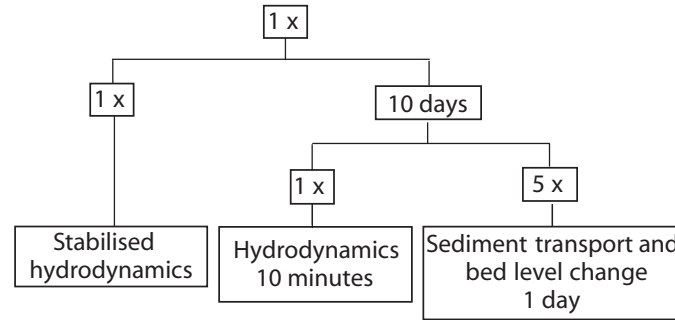 1 x
1 x
10 days
1 x
5 x
Stabilised
hydrodynamics
Hydrodynamics
10 minutes
Sediment transport and
bed level change
1 day